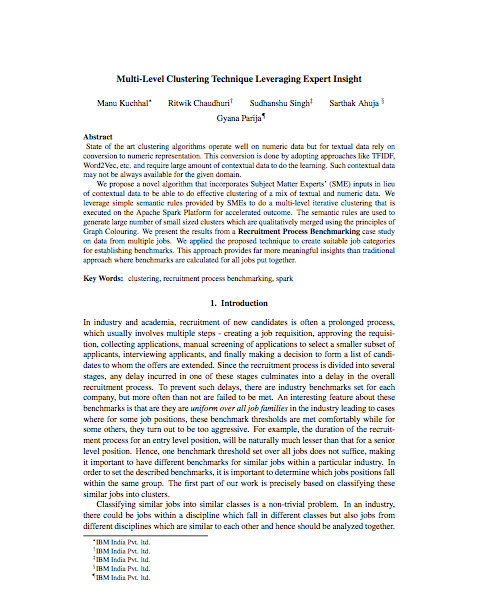 Multi-Level Clustering Technique Leveraging Expert Insight
Manu Kuchhal* Ritwik Chaudhuri† Sudhanshu Singh‡ Sarthak Ahuja §
Gyana Parija¶
Abstract
State of the art clustering algorithms operate well on numeric data but for textual data rely on
conversion to numeric representation. This conversion is done by adopting approaches like TFIDF,
Word2Vec, etc. and require large amount of contextual data to do the learning. Such contextual data
may not be always available for the given domain.
We propose a novel algorithm that incorporates Subject Matter Experts' (SME) inputs in lieu
of contextual data to be able to do effective clustering of a mix of textual and numeric data. We
leverage simple semantic rules provided by SMEs to do a multi-level iterative clustering that is
executed on the Apache Spark Platform for accelerated outcome. The semantic rules are used to
generate large number of small sized clusters which are qualitatively merged using the principles of
Graph Colouring. We present the results from a Recruitment Process Benchmarking case study
on data from multiple jobs. We applied the proposed technique to create suitable job categories
for establishing benchmarks. This approach provides far more meaningful insights than traditional
approach where benchmarks are calculated for all jobs put together.
Key Words: clustering, recruitment process benchmarking, spark
1. Introduction
In industry and academia, recruitment of new candidates is often a prolonged process,
which usually involves multiple steps - creating a job requisition, approving the requisi-
tion, collecting applications, manual screening of applications to select a smaller subset of
applicants, interviewing applicants, and finally making a decision to form a list of candi-
dates to whom the offers are extended. Since the recruitment process is divided into several
stages, any delay incurred in one of these stages culminates into a delay in the overall
recruitment process. To prevent such delays, there are industry benchmarks set for each
company, but more often than not are failed to be met. An interesting feature about these
benchmarks is that are they are uniform over all job families in the industry leading to cases
where for some job positions, these benchmark thresholds are met comfortably while for
some others, they turn out to be too aggressive. For example, the duration of the recruit-
ment process for an entry level position, will be naturally much lesser than that for a senior
level position. Hence, one benchmark threshold set over all jobs does not suffice, making
it important to have different benchmarks for similar jobs within a particular industry. In
order to set the described benchmarks, it is important to determine which jobs positions fall
within the same group. The first part of our work is precisely based on classifying these
similar jobs into clusters.
Classifying similar jobs into similar classes is a non-trivial problem. In an industry,
there could be jobs within a discipline which fall in different classes but also jobs from
different disciplines which are similar to each other and hence should be analyzed together.
*IBM India Pvt. ltd.
†IBM India Pvt. ltd.
‡IBM India Pvt. ltd.
§IBM India Pvt. ltd.
¶IBM India Pvt. ltd.